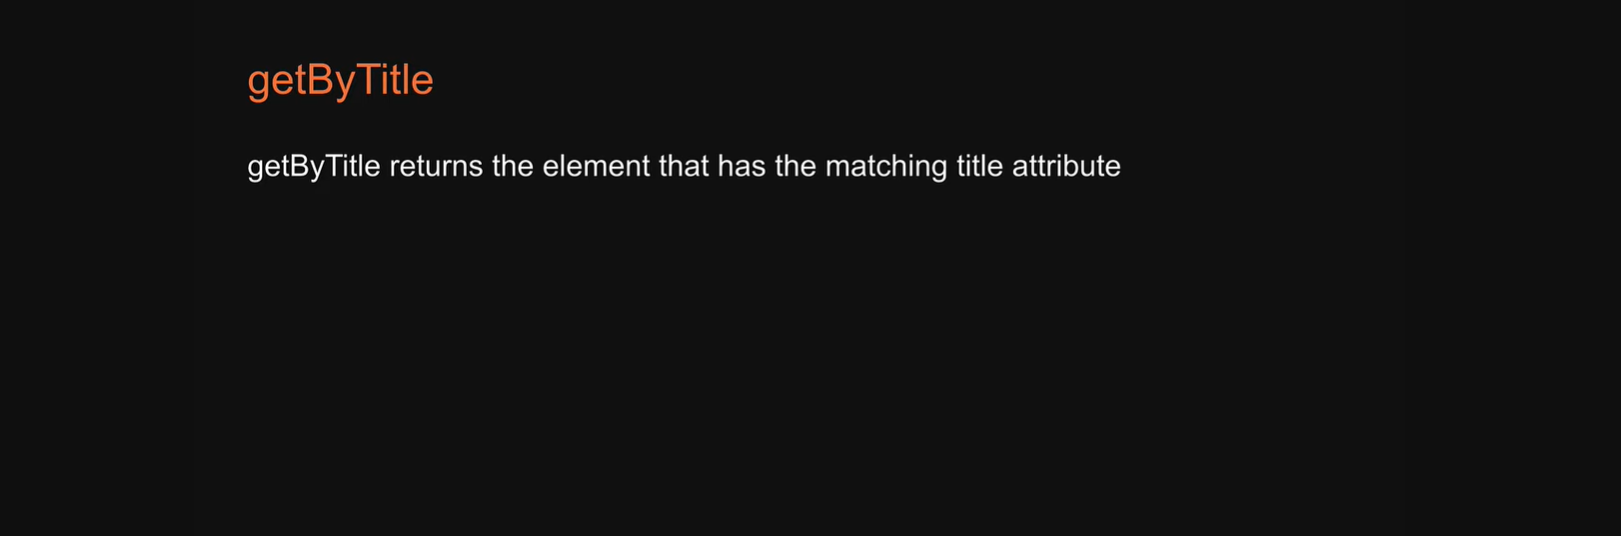 getByTitle
getByTitle returns the element that has the matching title attribute